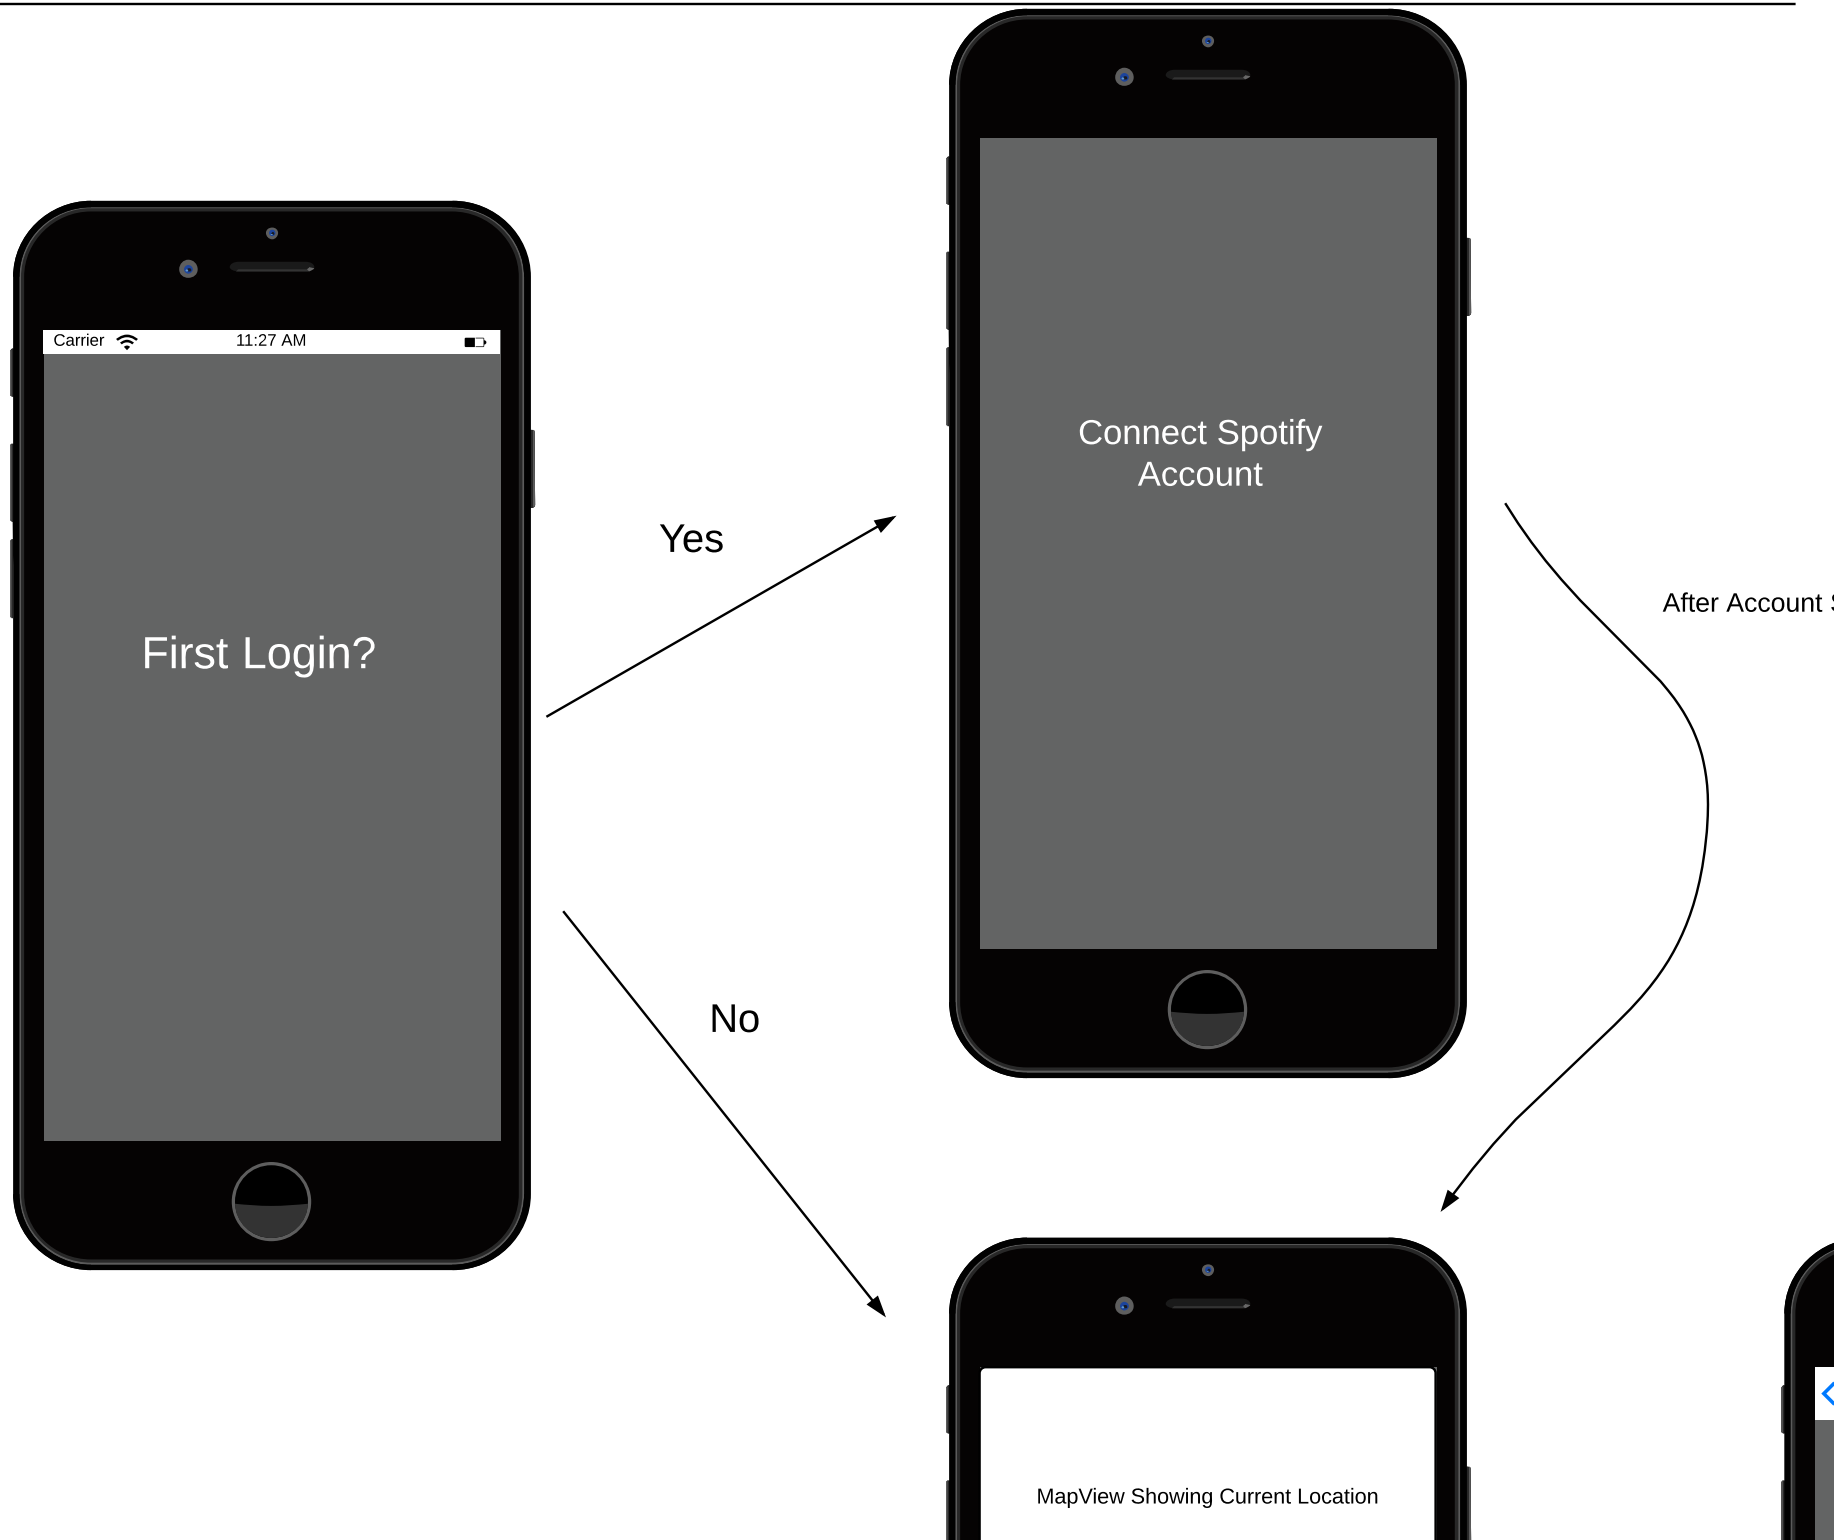 Carrier 11:27 AM
First Login?
Yes
No
Connect Spotify
Account
After Account
MapView Showing Current Location